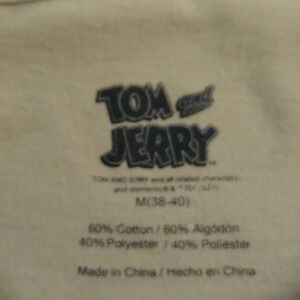 TOM and
JERRY
TOM AND JERRY and all related characters
and elements © & ™
M(38-40)
60% Cotton / 60% Algodón
40% Polyester / 40% Poliéster
Made in China / Hecho en China